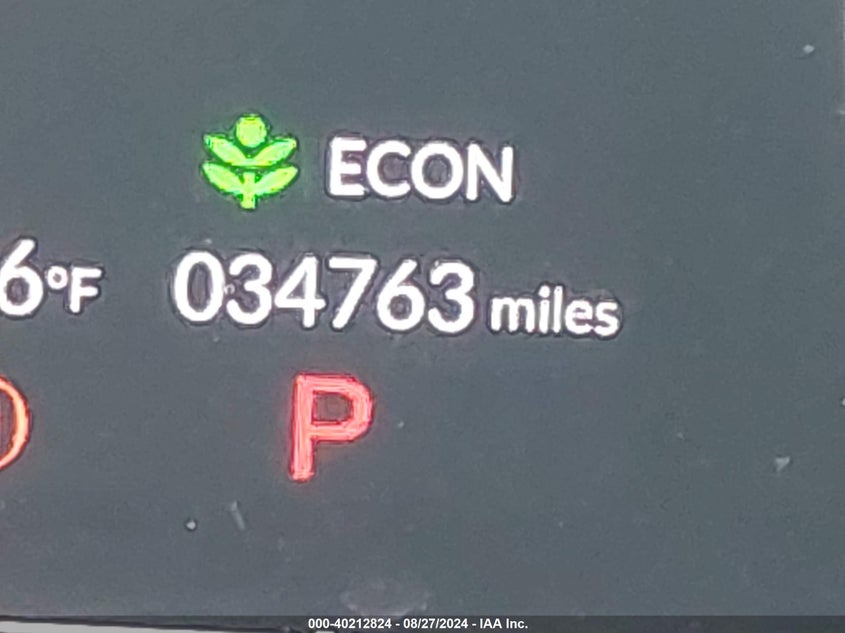 ECON
6°F 034763 miles
P
000-40212824 - 08/27/2024 - IAA Inc.